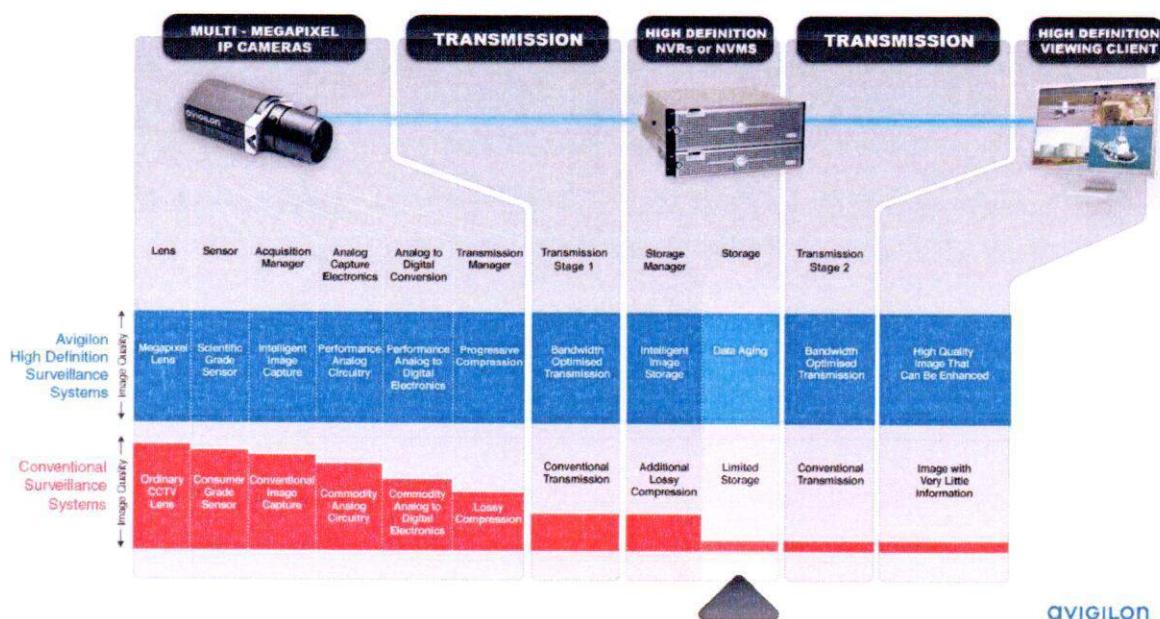 MULTI - MEGAPIXEL
IP CAMERAS
TRANSMISSION
HIGH DEFINITION
NVRs or NVMS
TRANSMISSION
HIGH DEFINITION
VIEWING CLIENT
aVIGILON
Lens
Sensor
Acquisition
Manager
Analog
Capture
Electronics
Analog to
Digital
Conversion
Transmission
Manager
Transmission
Stage 1
Storage
Manager
Storage
Transmission
Stage 2
Avigilon
High Definition
Surveillance
Systems
Image Quality
Megapixel
Lens
Scientific
Grade
Sensor
Intelligent
Image
Capture
Performance
Analog
Circuitry
Performance
Analog to
Digital
Electronics
Progressive
Compression
Bandwidth
Optimised
Transmission
Intelligent
Image
Storage
Data Aging
Bandwidth
Optimised
Transmission
High Quality
Image That
Can Be Enhanced
Conventional
Surveillance
Systems
Image Quality
Ordinary
CCTV
Lens
Consumer
Grade
Sensor
Conventional
Image
Capture
Commodity
Analog
Circuitry
Commodity
Analog to
Digital
Electronics
Lossy
Compression
Conventional
Transmission
Additional
Lossy
Compression
Limited
Storage
Conventional
Transmission
Image with
Very Little
Information
aVIGILON